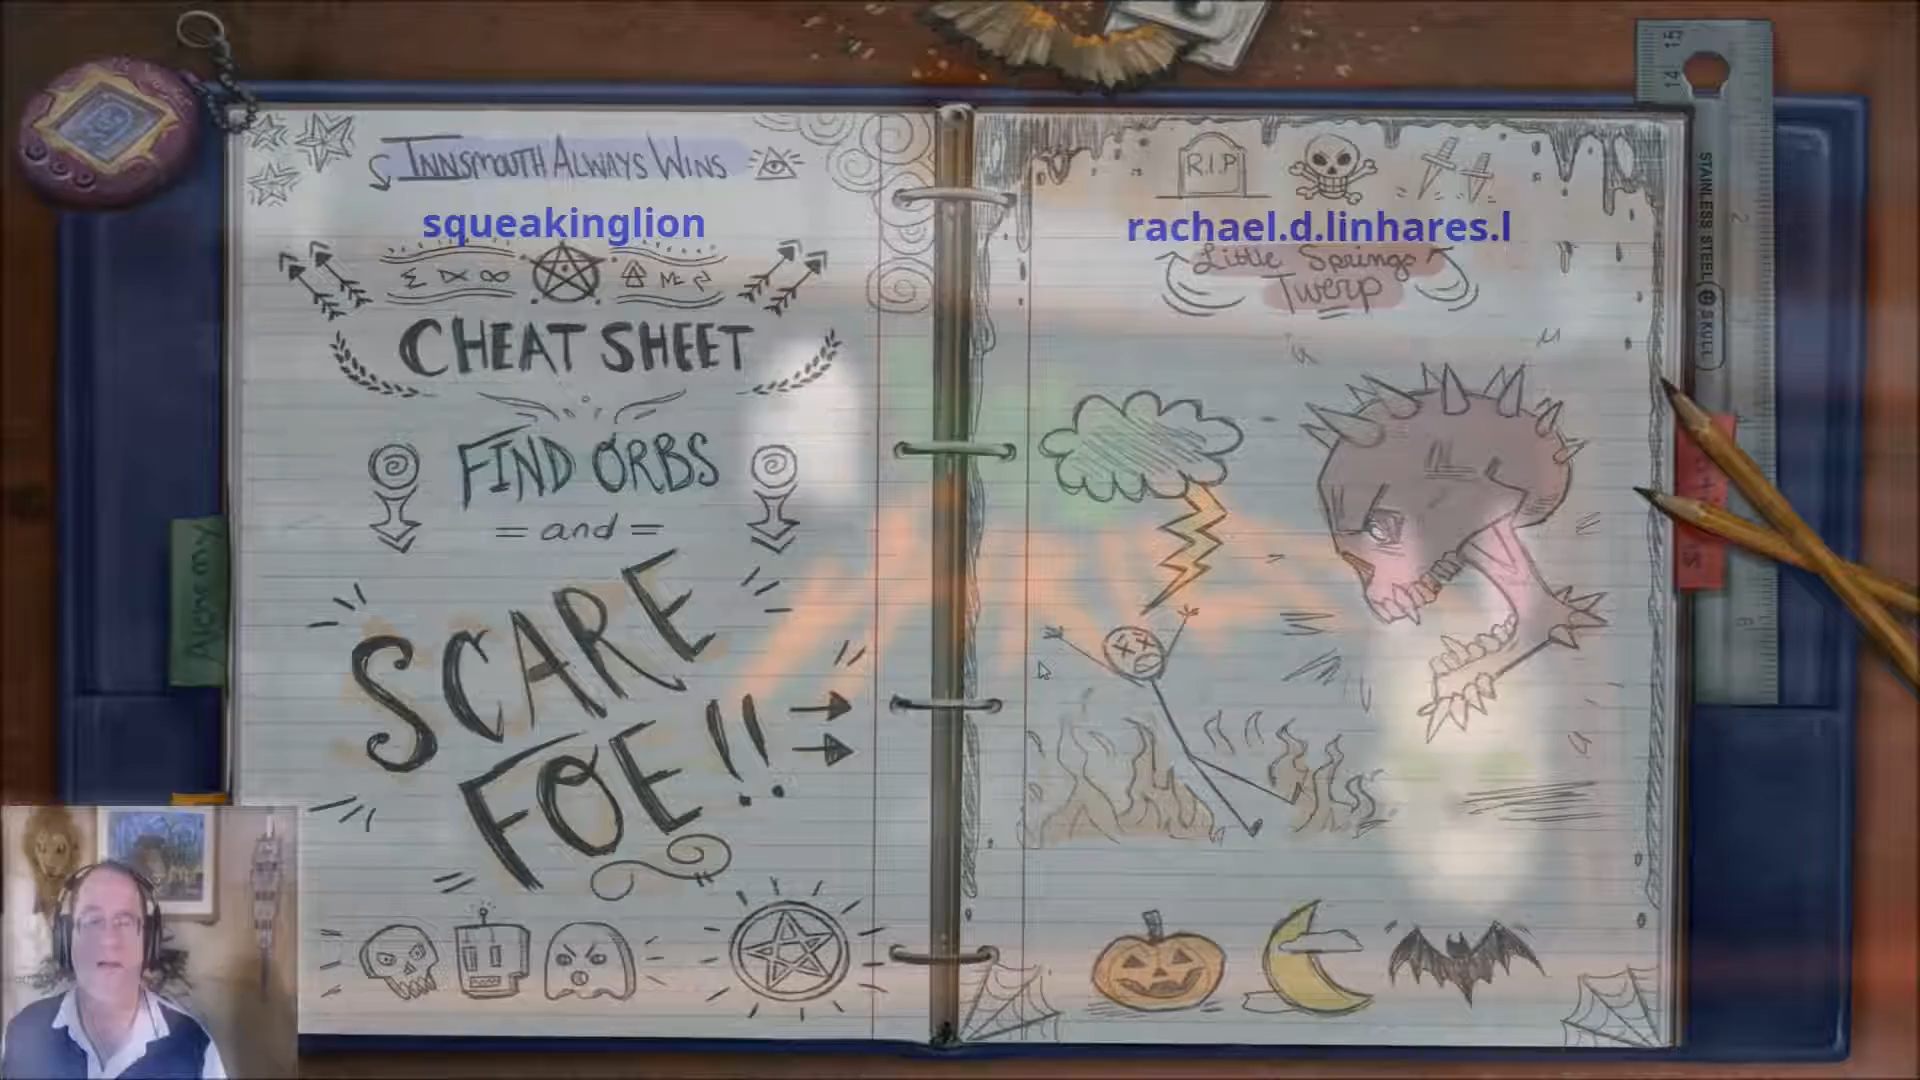 INNSMOUTH ALWAYS WINS
squeakinglion
CHEAT SHEET
FIND ORBS
= and =
SCARE
FOE!!
R.I.P
rachael.d.linhares.l
Little Springs
Twerp
15
14
STAINLESS STEEL
SKULL